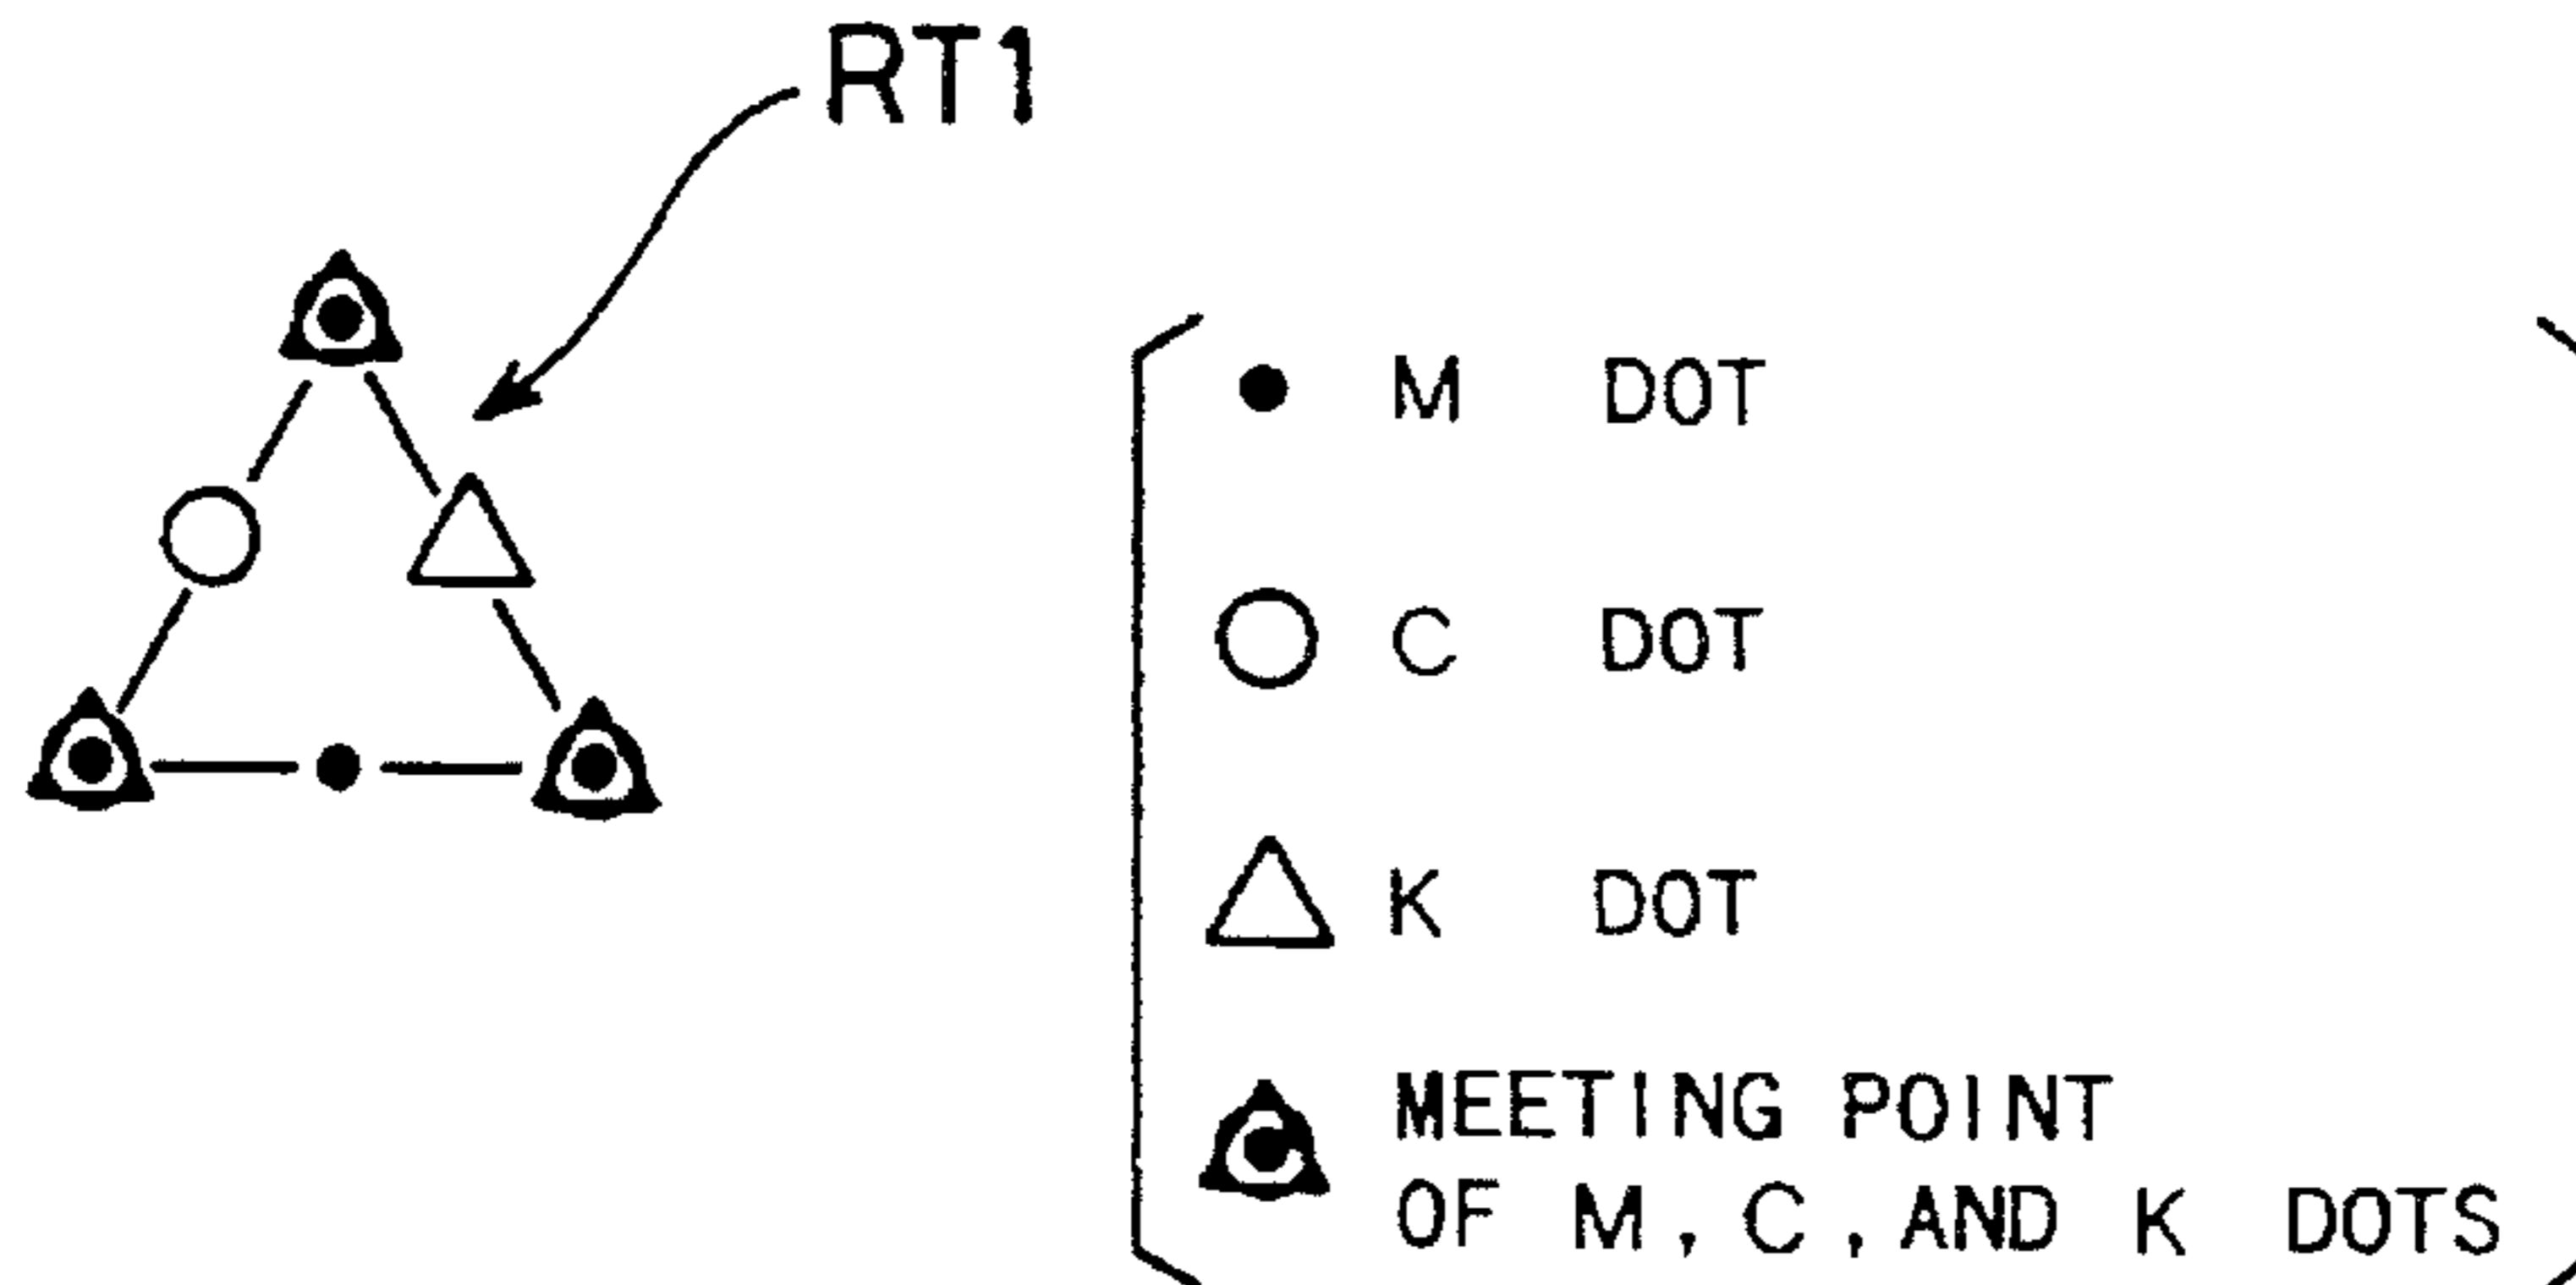 RT1
M DOT
C DOT
K DOT
MEETING POINT
OF M, C, AND K DOTS